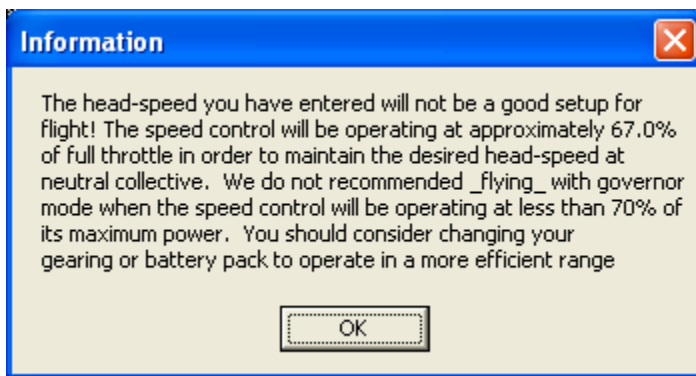 Information
The head-speed you have entered will not be a good setup for
flight! The speed control will be operating at approximately 67.0%
of full throttle in order to maintain the desired head-speed at
neutral collective.  We do not recommended _flying_ with governor
mode when the speed control will be operating at less than 70% of
its maximum power.  You should consider changing your
gearing or battery pack to operate in a more efficient range
OK